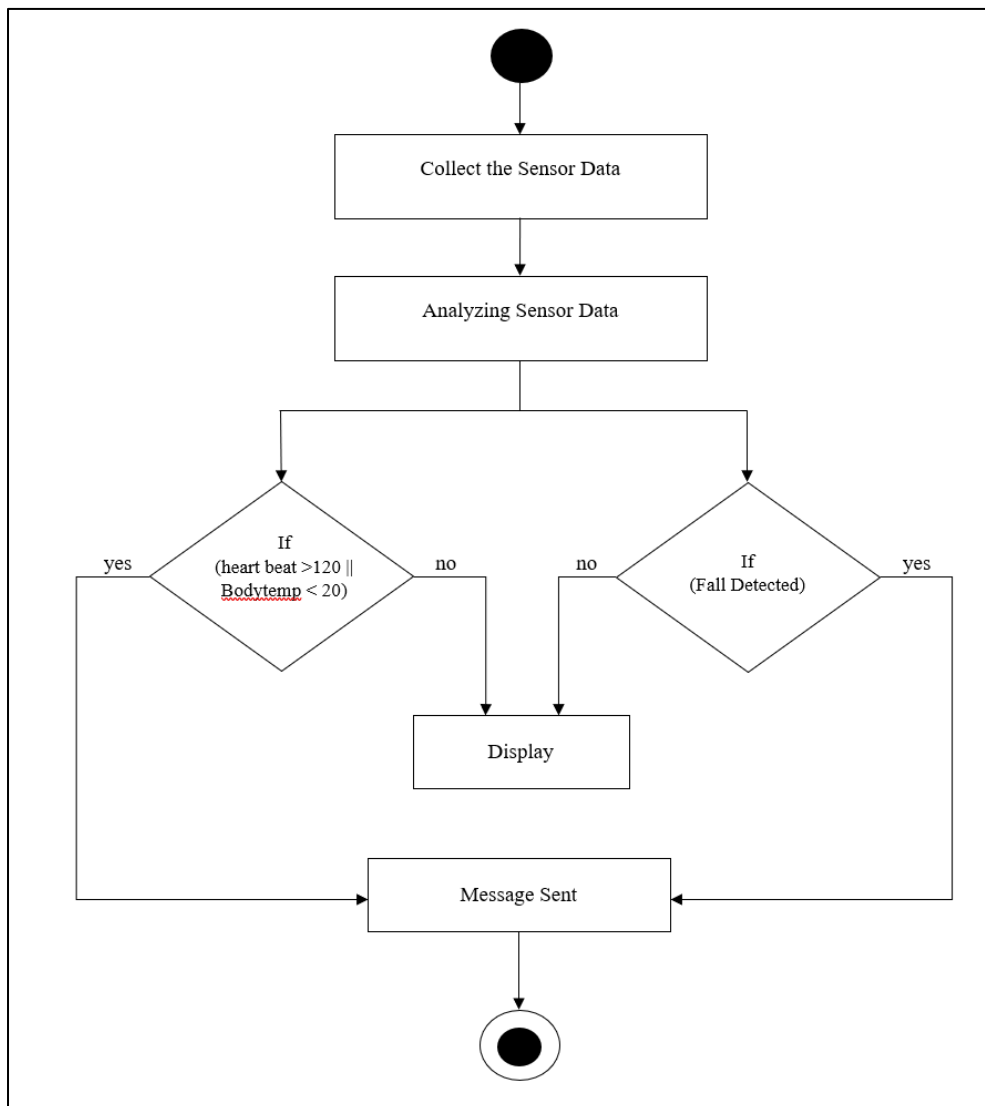 Collect the Sensor Data
Analyzing Sensor Data
yes
If
(heart beat >120 ||
Bodytemp < 20)
no
no
If
(Fall Detected)
yes
Display
Message Sent